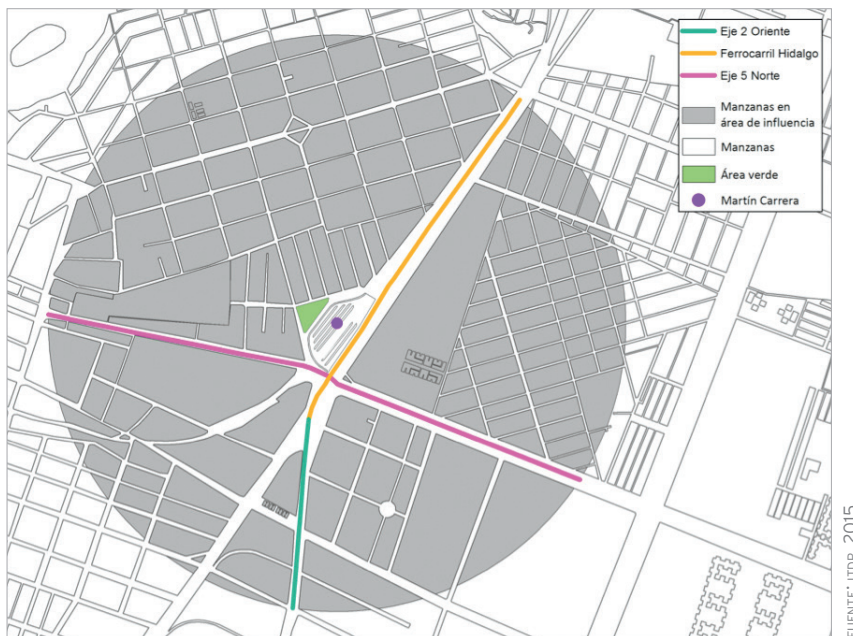 Eje 2 Oriente
Ferrocarril Hidalgo
Eje 5 Norte
Manzanas en
área de influencia
Manzanas
Área verde
Martín Carrera
FUENTE: ITDP, 2015